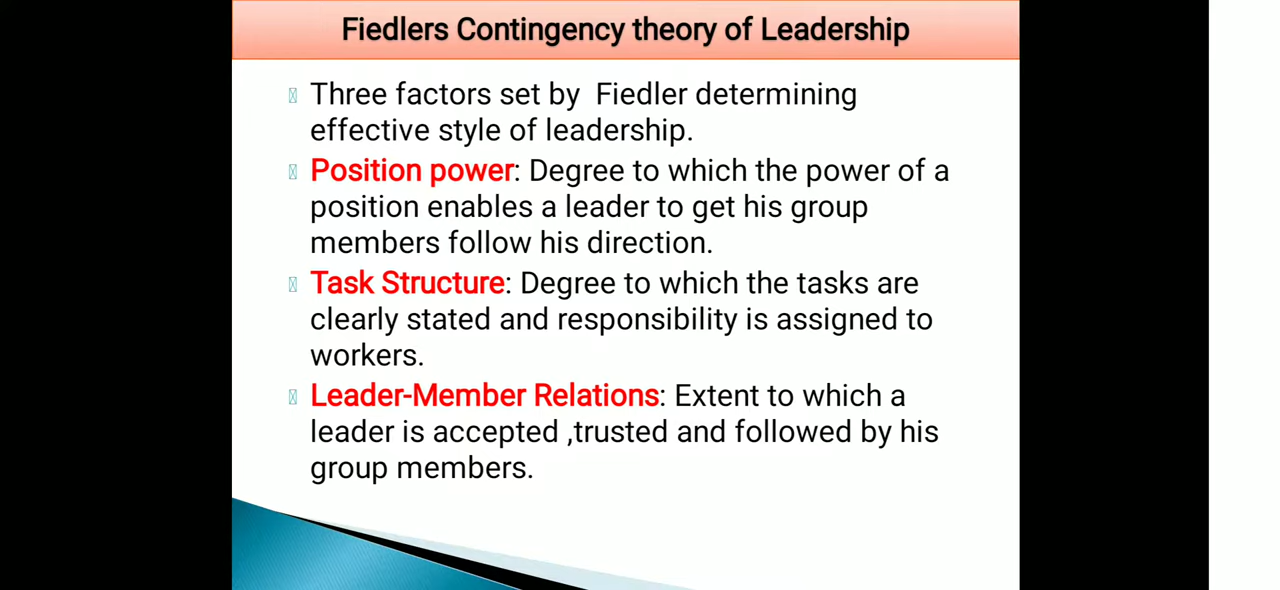 Fiedlers Contingency theory of Leadership
Three factors set by Fiedler determining
effective style of leadership.
Position power: Degree to which the power of a
position enables a leader to get his group
members follow his direction.
Task Structure: Degree to which the tasks are
clearly stated and responsibility is assigned to
workers.
Leader-Member Relations: Extent to which a
leader is accepted ,trusted and followed by his
group members.